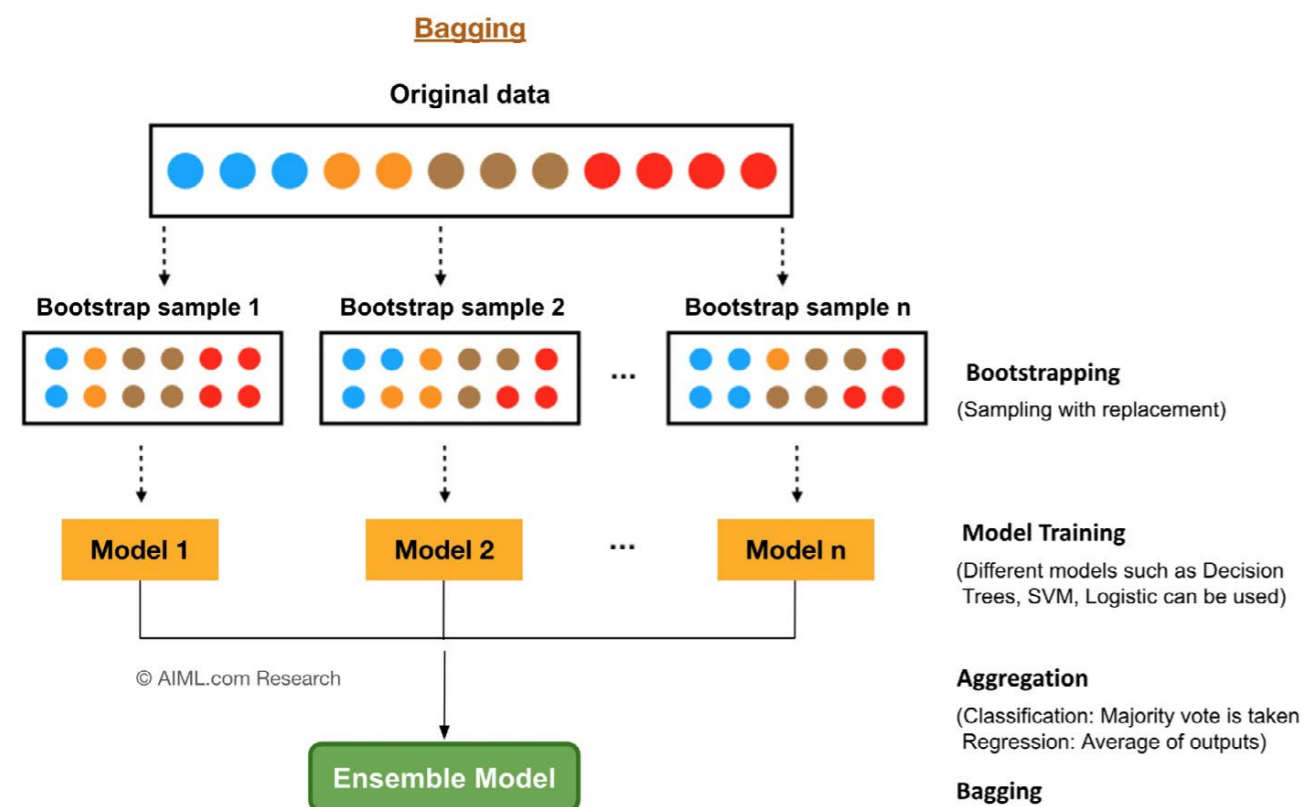 Bagging
Original data
Bootstrap sample 1
Bootstrap sample 2
Bootstrap sample n
...
Bootstrapping
(Sampling with replacement)
Model 1
Model 2
...
Model n
Model Training
(Different models such as Decision
Trees, SVM, Logistic can be used)
© AIML.com Research
Aggregation
(Classification: Majority vote is taken
Regression: Average of outputs)
Ensemble Model
Bagging